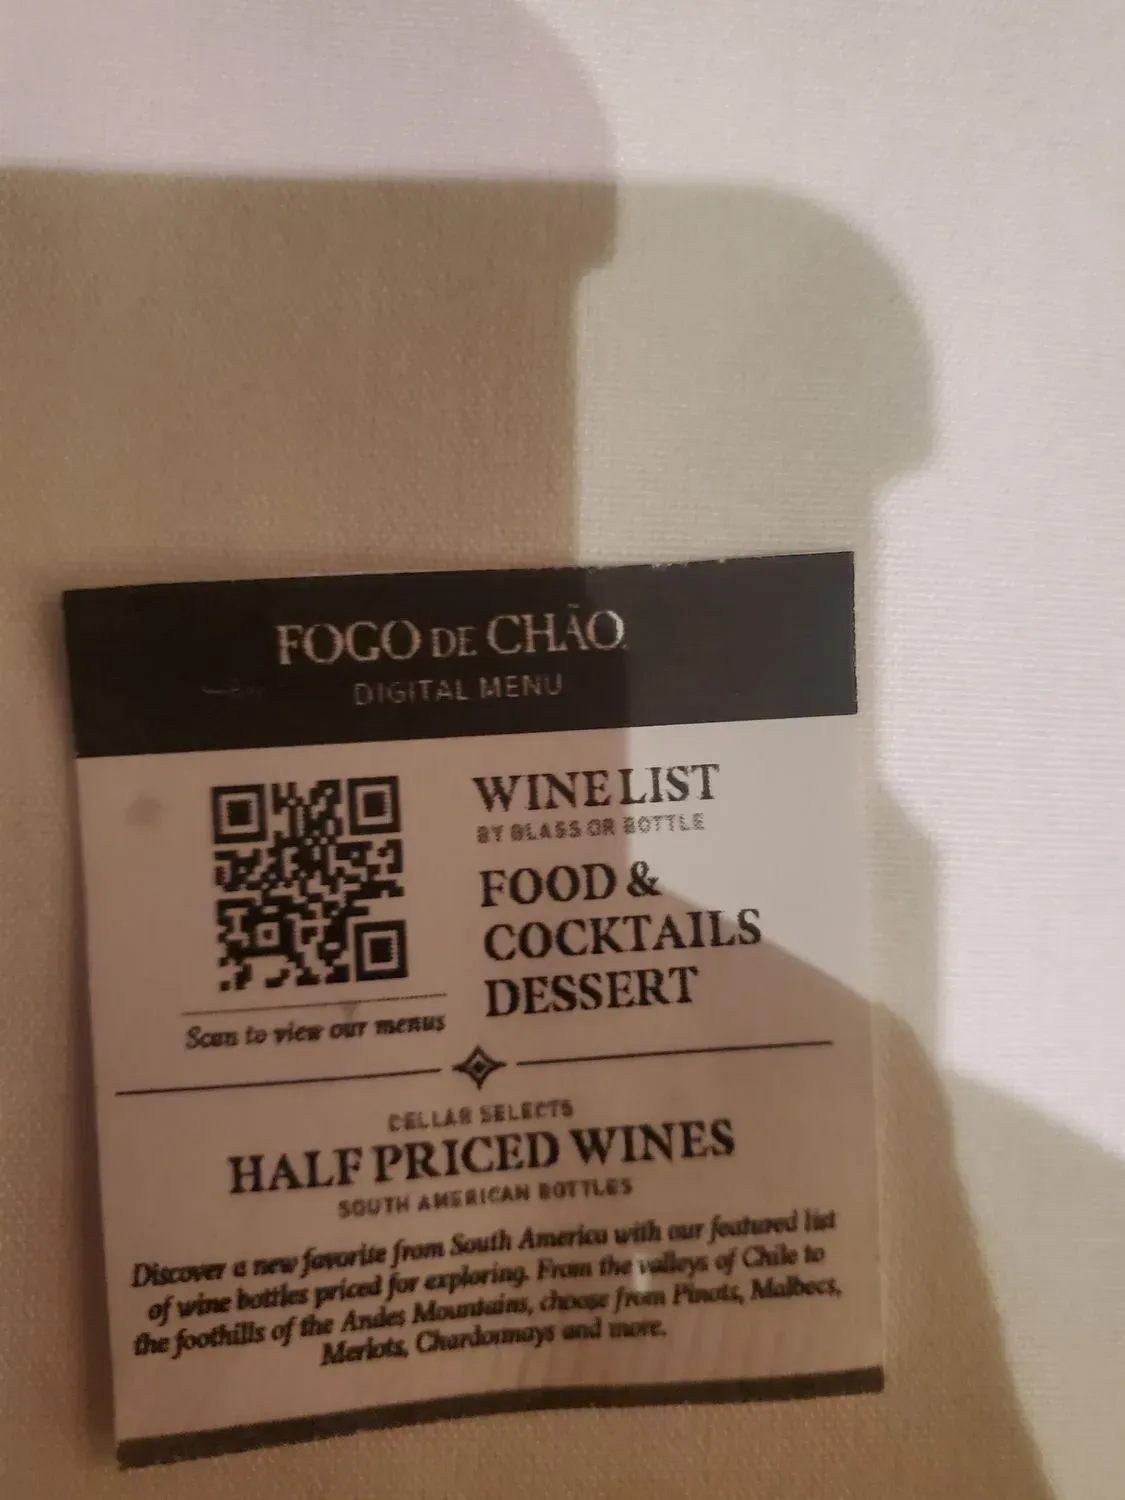 FOGO DE CHÃO
DIGITAL MENU
WINE LIST
BY GLASS OR BOTTLE
FOOD &
COCKTAILS
DESSERT
Scan to view our menus
CELLAR SELECTS
HALF PRICED WINES
SOUTH AMERICAN BOTTLES
Discover a new favorite from South America with our featured list
of wine bottles priced for exploring. From the valleys of Chile to
the foothills of the Andes Mountains, choose from Pinots, Malbecs,
Merlots, Chardonnays and more.